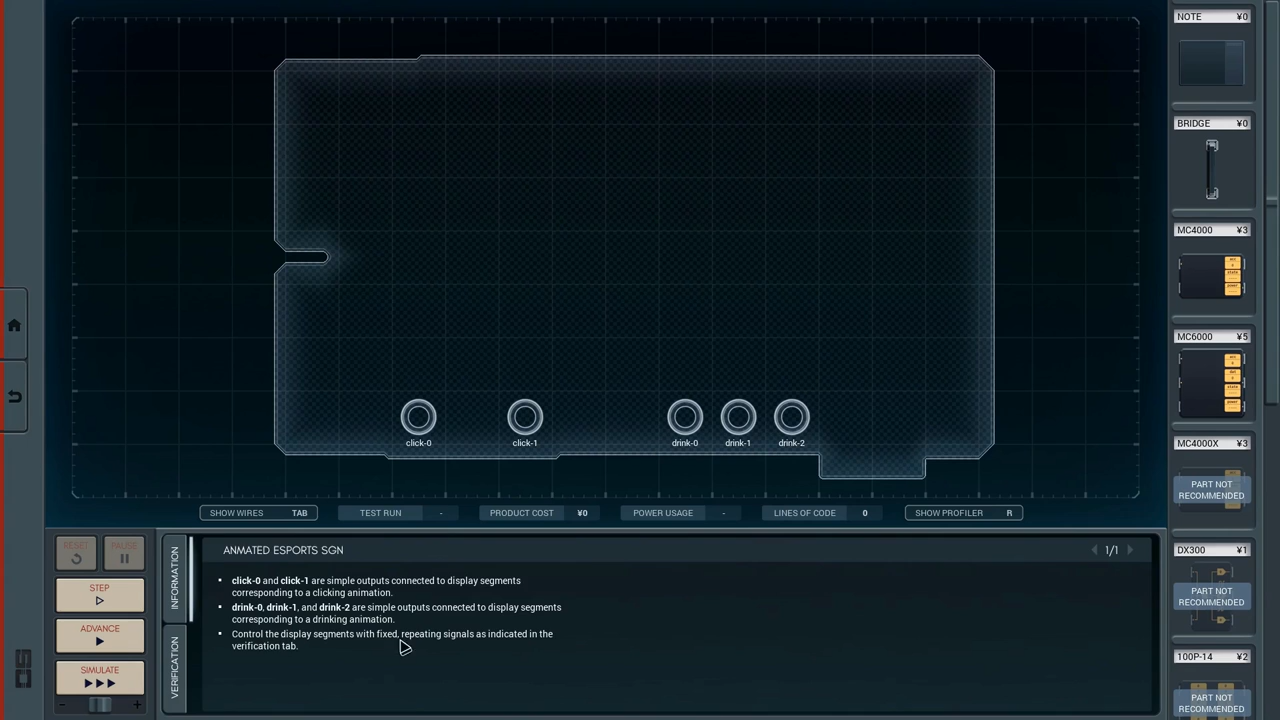 NOTE ¥0
BRIDGE ¥0
MC4000 ¥3
MC6000 ¥5
MC4000X ¥3
PART NOT
RECOMMENDED
DX300 ¥1
PART NOT
RECOMMENDED
100P-14 ¥2
PART NOT
RECOMMENDED
click-0
click-1
drink-0
drink-1
drink-2
SHOW WIRES TAB
TEST RUN -
PRODUCT COST ¥0
POWER USAGE -
LINES OF CODE 0
SHOW PROFILER R
RESET
PAUSE
STEP
ADVANCE
SIMULATE
- +
INFORMATION
VERIFICATION
ANMATED ESPORTS SGN
1/1
▪ click-0 and click-1 are simple outputs connected to display segments
corresponding to a clicking animation.
▪ drink-0, drink-1, and drink-2 are simple outputs connected to display segments
corresponding to a drinking animation.
▪ Control the display segments with fixed, repeating signals as indicated in the
verification tab.